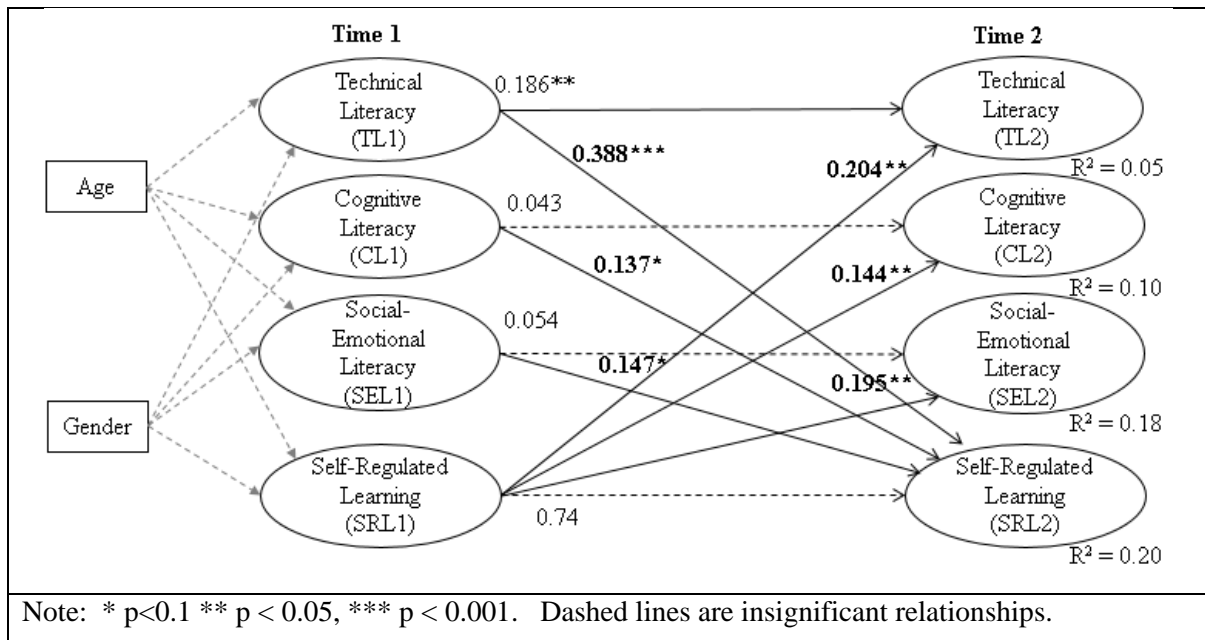 Time 1
Time 2
Technical
Literacy
(TL1)
0.186**
Technical
Literacy
(TL2)
R² = 0.05
0.388***
0.204**
Age
Cognitive
Literacy
(CL1)
0.043
Cognitive
Literacy
(CL2)
R² = 0.10
0.137*
0.144**
Social-
Emotional
Literacy
(SEL1)
0.054
Social-
Emotional
Literacy
(SEL2)
R² = 0.18
0.147*
0.195**
Gender
Self-Regulated
Learning
(SRL1)
0.74
Self-Regulated
Learning
(SRL2)
R² = 0.20
Note: * p<0.1 ** p < 0.05, *** p < 0.001. Dashed lines are insignificant relationships.